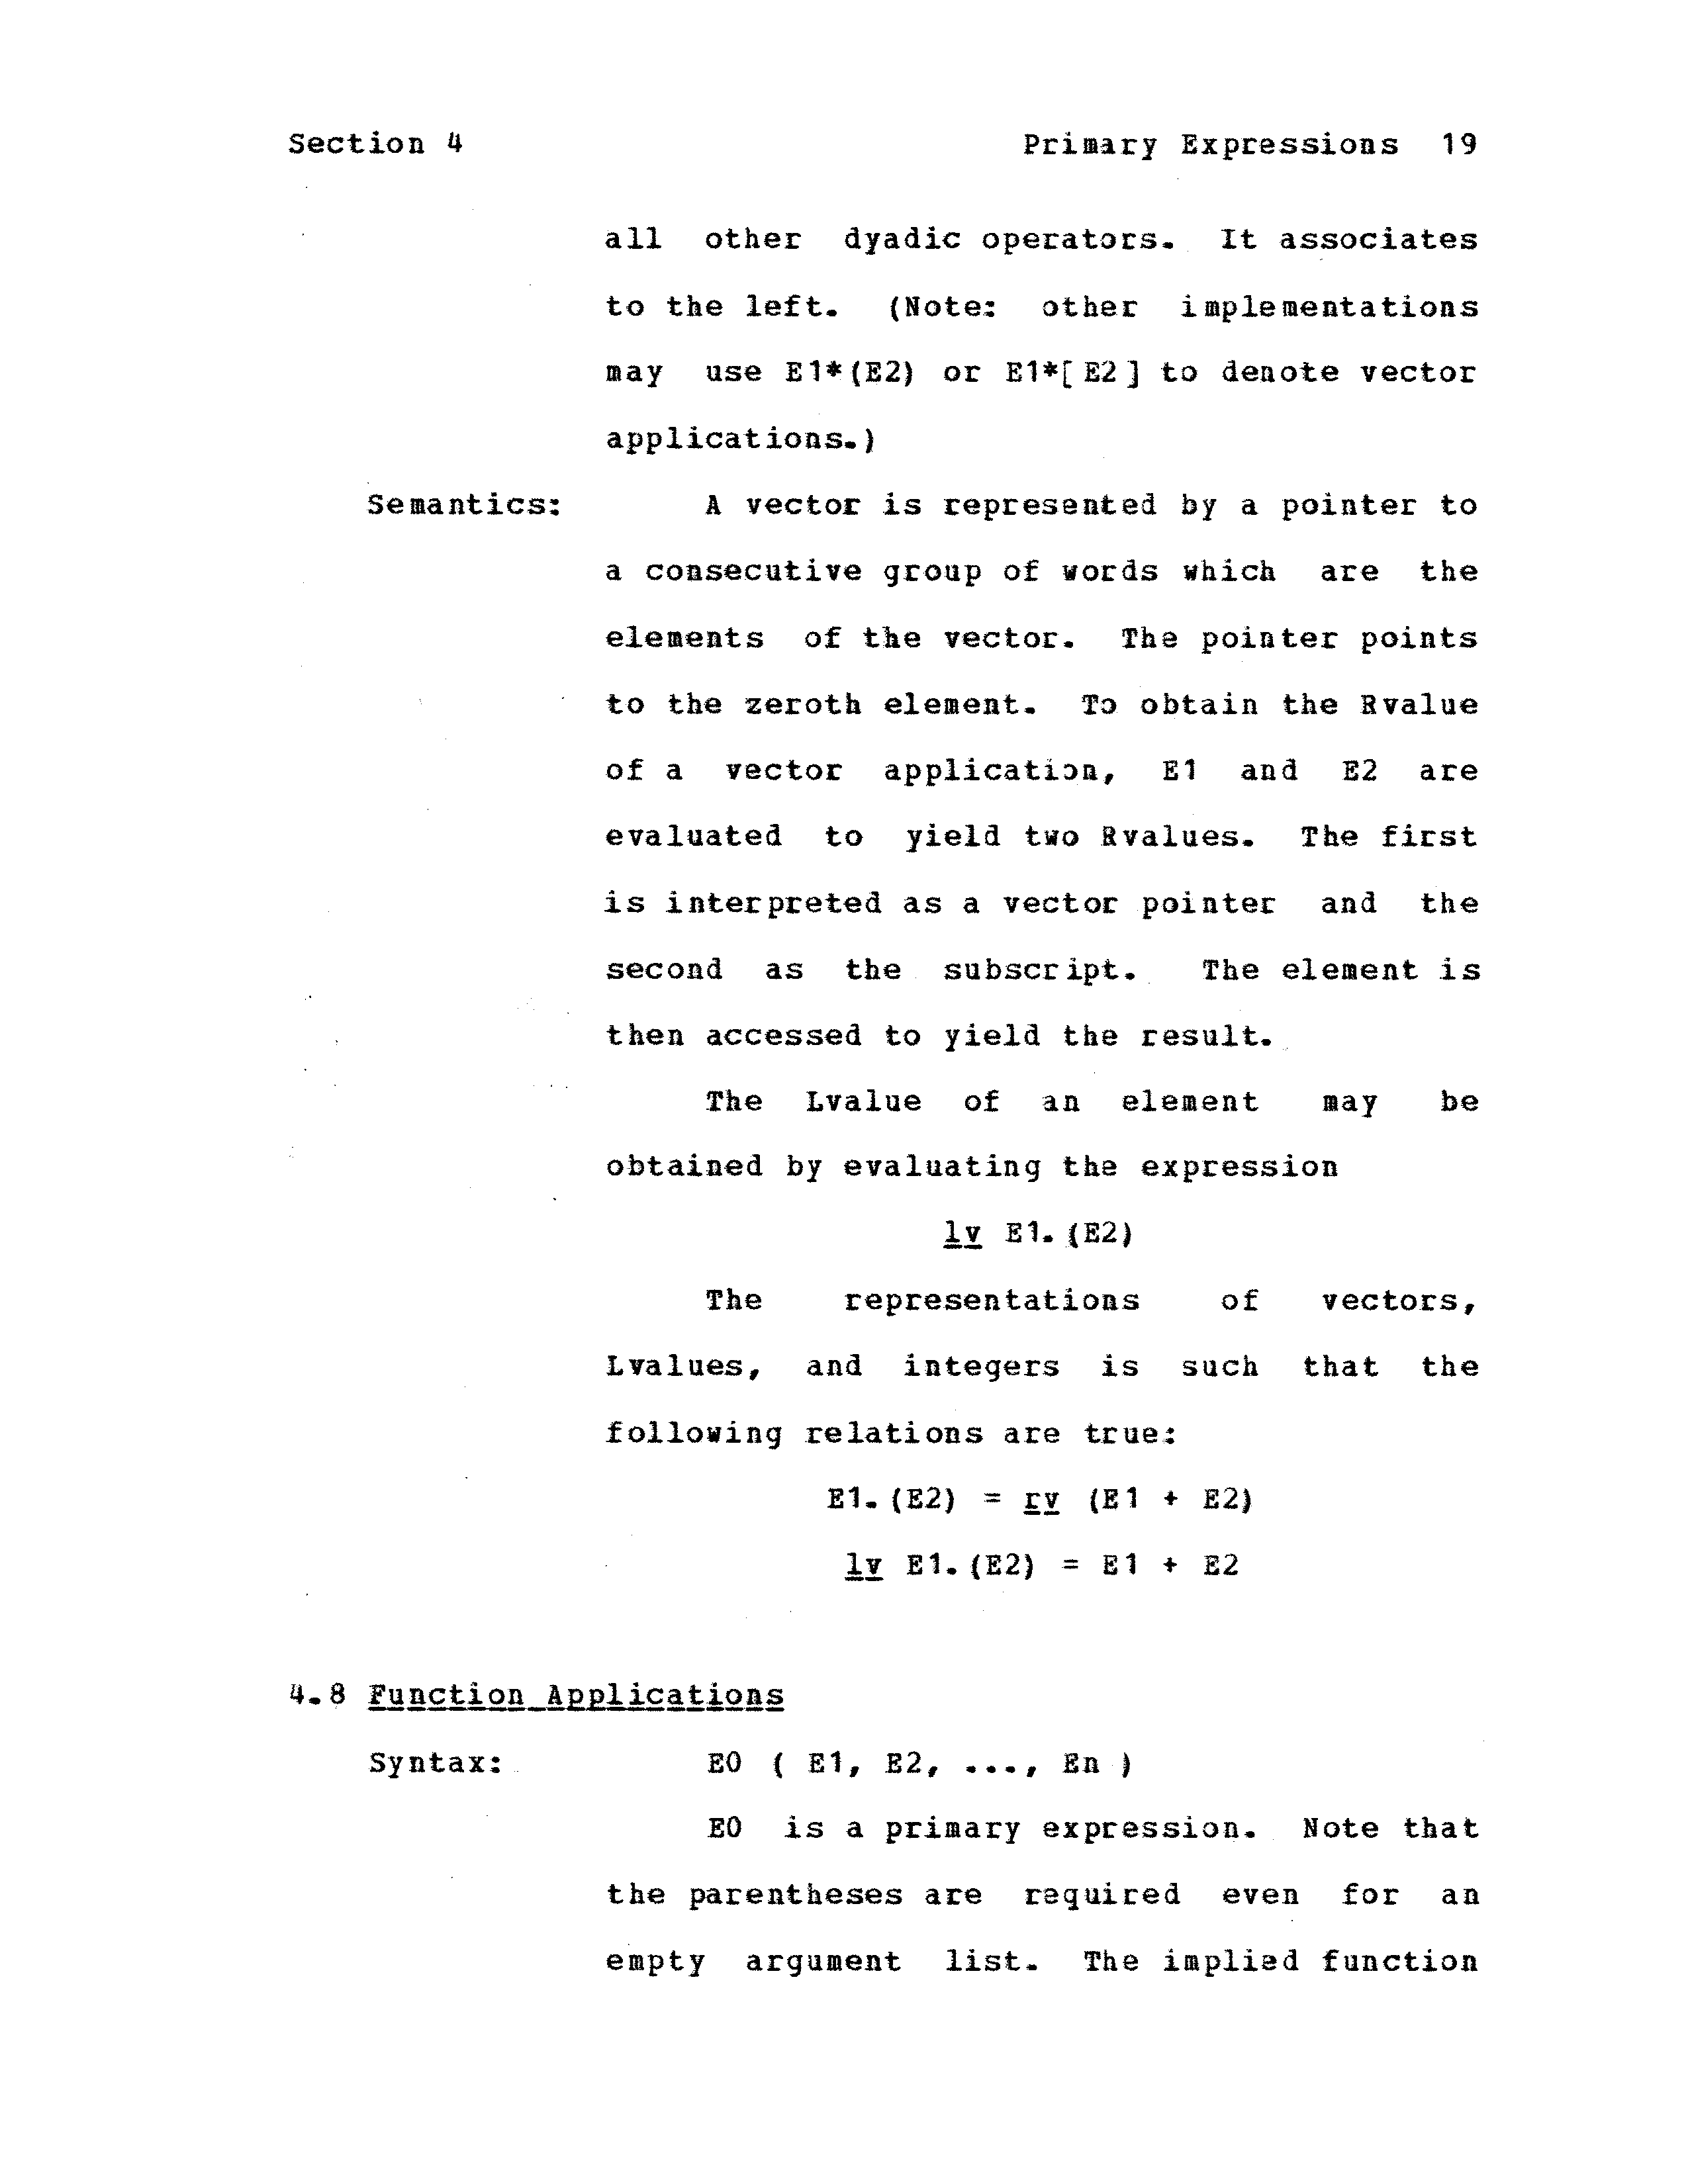 Section 4 Primary Expressions 19
all other dyadic operators. It associates
to the left. (Note: other implementations
may use E1*(E2) or E1*[E2] to denote vector
applications.)
Semantics: A vector is represented by a pointer to
a consecutive group of words which are the
elements of the vector. The pointer points
to the zeroth element. To obtain the Rvalue
of a vector application, E1 and E2 are
evaluated to yield two Rvalues. The first
is interpreted as a vector pointer and the
second as the subscript. The element is
then accessed to yield the result.
The Lvalue of an element may be
obtained by evaluating the expression
lv E1.(E2)
The representations of vectors,
Lvalues, and integers is such that the
following relations are true:
E1.(E2) = rv (E1 + E2)
lv E1.(E2) = E1 + E2
4.8 Function Applications
Syntax: E0 ( E1, E2, ..., En )
E0 is a primary expression. Note that
the parentheses are required even for an
empty argument list. The implied function